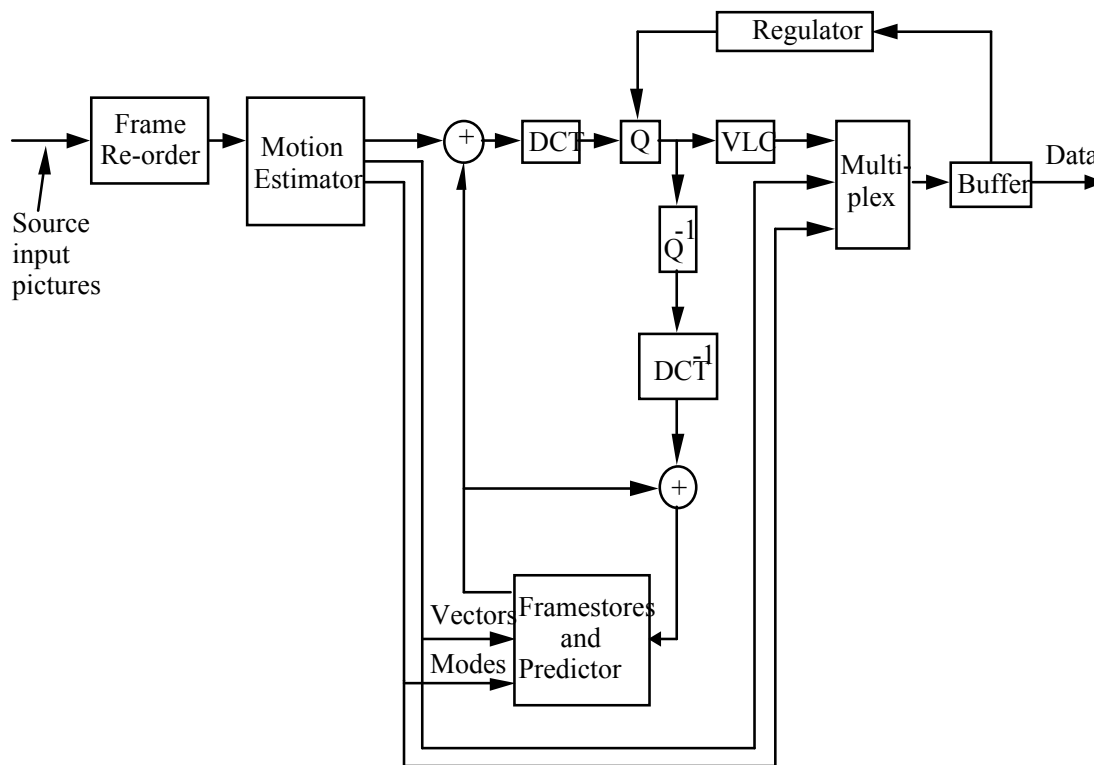 Regulator
Frame
Re-order
Motion
Estimator
+
DCT
Q
VLC
Multi-
plex
Buffer
Data
Source
input
pictures
Q-1
DCT-1
+
Vectors
Modes
Framestores
and
Predictor